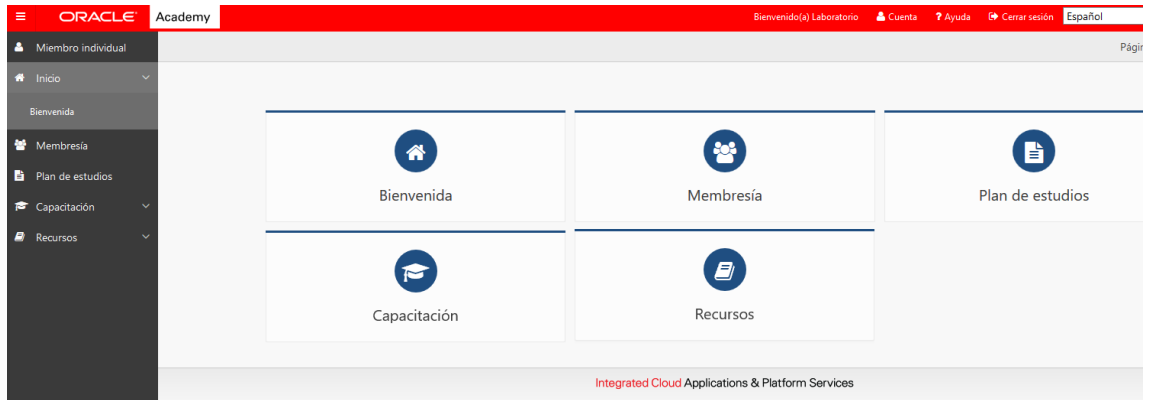 ORACLE Academy
Bienvenido(a) Laboratorio Cuenta ? Ayuda Cerrar sesión Español
Miembro individual
Inicio
Bienvenida
Membresía
Plan de estudios
Capacitación
Recursos
Bienvenida
Membresía
Plan de estudios
Capacitación
Recursos
Integrated Cloud Applications & Platform Services